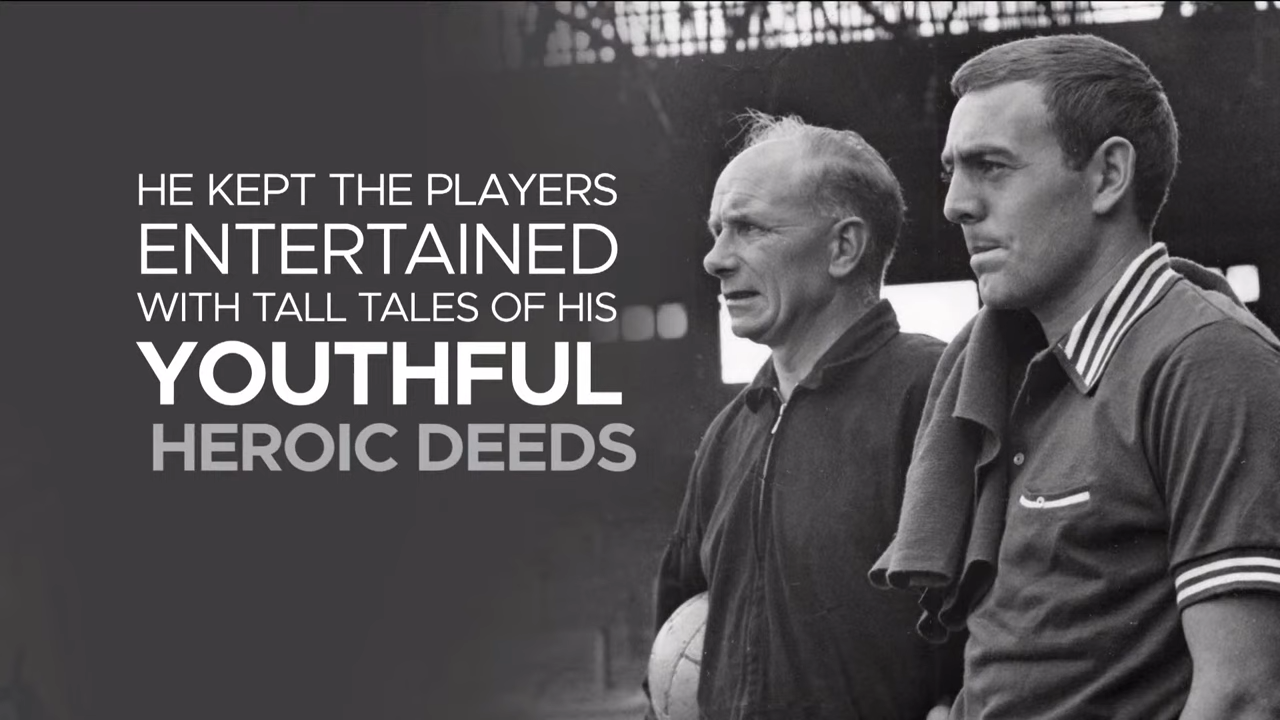 HE KEPT THE PLAYERS
ENTERTAINED
WITH TALL TALES OF HIS
YOUTHFUL
HEROIC DEEDS